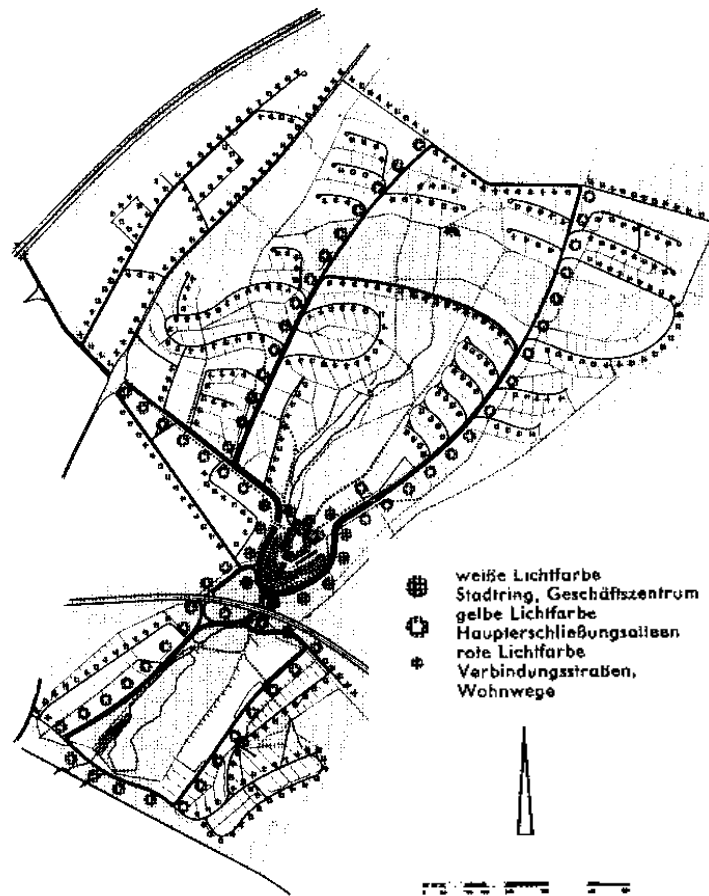 weiße Lichtfarbe
Stadtring, Geschäftszentrum
gelbe Lichtfarbe
Haupterschließungsalleen
rote Lichtfarbe
Verbindungsstraßen,
Wohnwege